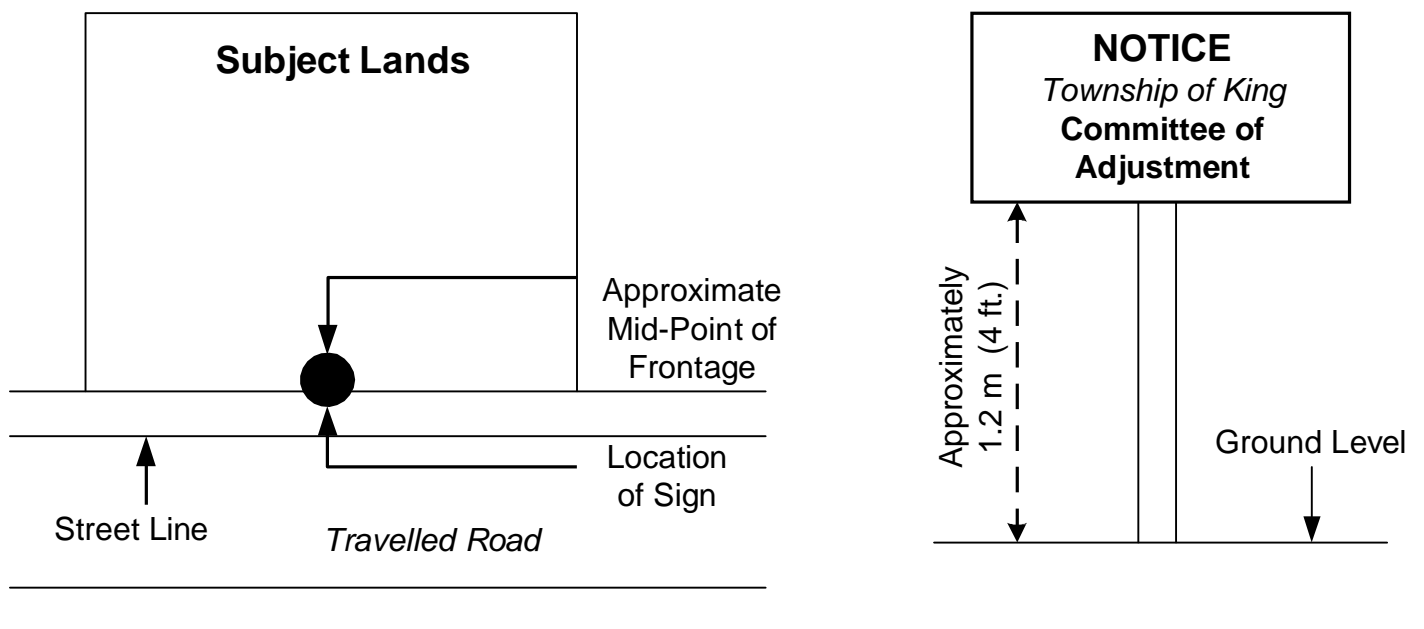 Subject Lands
Approximate
Mid-Point of
Frontage
Location
of Sign
Street Line
Travelled Road
NOTICE
Township of King
Committee of
Adjustment
Approximately
1.2 m (4 ft.)
Ground Level